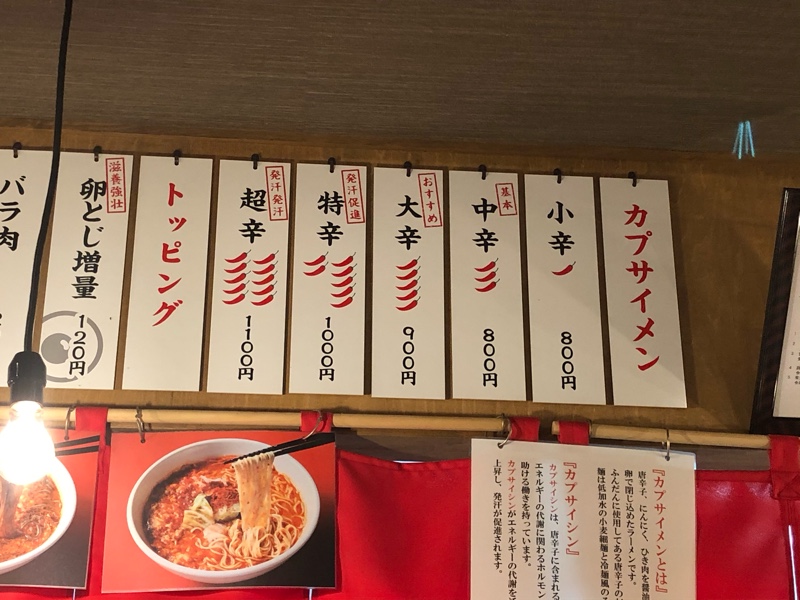 カプサイメン
小辛
800円
基本
中辛
800円
おすすめ
大辛
900円
発汗促進
特辛
1000円
発汗発汗
超辛
1100円
トッピング
滋養強壮
卵とじ増量
120円
バラ肉
『カプサイメンとは』
唐辛子、にんにく、ひき肉を醤油
卵で閉じ込めたラーメンです。
ふんだんに使用してある唐辛子の
麺は低加水の小麦細麺と冷麺風の
『カプサイシン』
カプサイシンは、唐辛子に含まれる
エネルギーの代謝に関わるホルモン
助ける働きを持っています。
カプサイシンがエネルギーの代謝を
上昇し、発汗が促進されます。